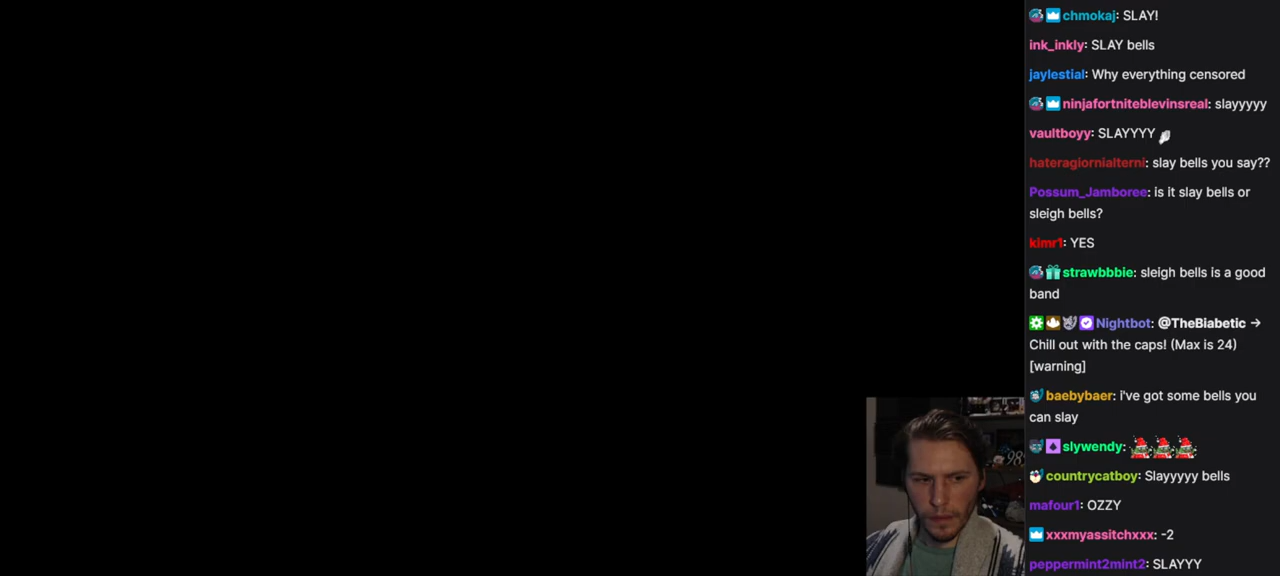 chmokaj: SLAY!
ink_inkly: SLAY bells
jaylestial: Why everything censored
ninjafortniteblevinsreal: slayyyyy
vaultboyy: SLAYYYY
hateragiornialterni: slay bells you say??
Possum_Jamboree: is it slay bells or
sleigh bells?
kimr1: YES
strawbbbie: sleigh bells is a good
band
Nightbot: @TheBiabetic →
Chill out with the caps! (Max is 24)
[warning]
baebybaer: i've got some bells you
can slay
slywendy:
countrycatboy: Slayyyyy bells
mafour1: OZZY
xxxmyassitchxxx: -2
peppermint2mint2: SLAYYY